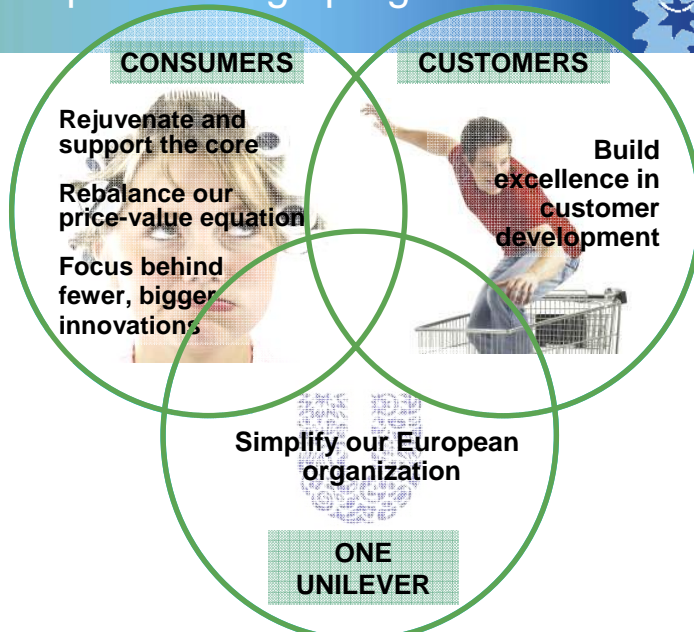 CONSUMERS
CUSTOMERS
Rejuvenate and
support the core
Rebalance our
price-value equation
Focus behind
fewer, bigger
innovations
Build
excellence in
customer
development
Simplify our European
organization
ONE
UNILEVER